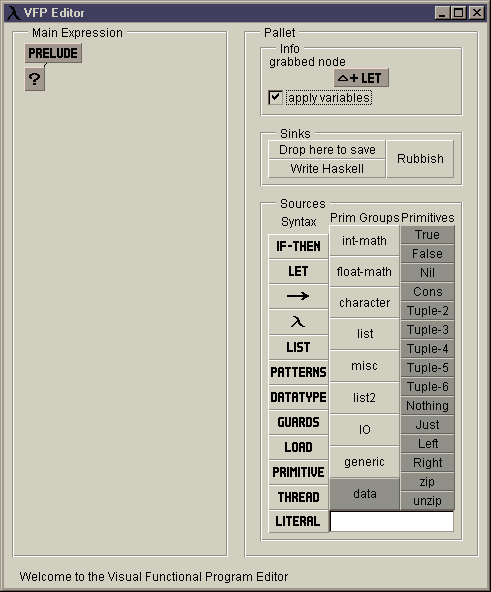 λ VFP Editor
Main Expression
PRELUDE
?
Pallet
Info
grabbed node
△+LET
apply variables
Sinks
Drop here to save
Write Haskell
Rubbish
Sources
Syntax
IF-THEN
LET
→
λ
LIST
PATTERNS
DATATYPE
GUARDS
LOAD
PRIMITIVE
THREAD
LITERAL
Prim Groups
int-math
float-math
character
list
misc
list2
IO
generic
data
Primitives
True
False
Nil
Cons
Tuple-2
Tuple-3
Tuple-4
Tuple-5
Tuple-6
Nothing
Just
Left
Right
zip
unzip
Welcome to the Visual Functional Program Editor